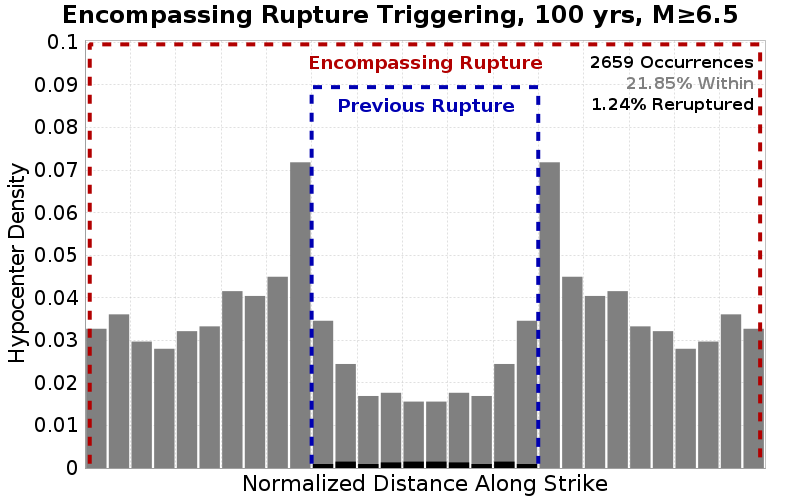 Encompassing Rupture Triggering, 100 yrs, M≥6.5
Encompassing Rupture
Previous Rupture
2659 Occurrences
21.85% Within
1.24% Reruptured
Hypocenter Density
0.1
0.09
0.08
0.07
0.06
0.05
0.04
0.03
0.02
0.01
0
Normalized Distance Along Strike